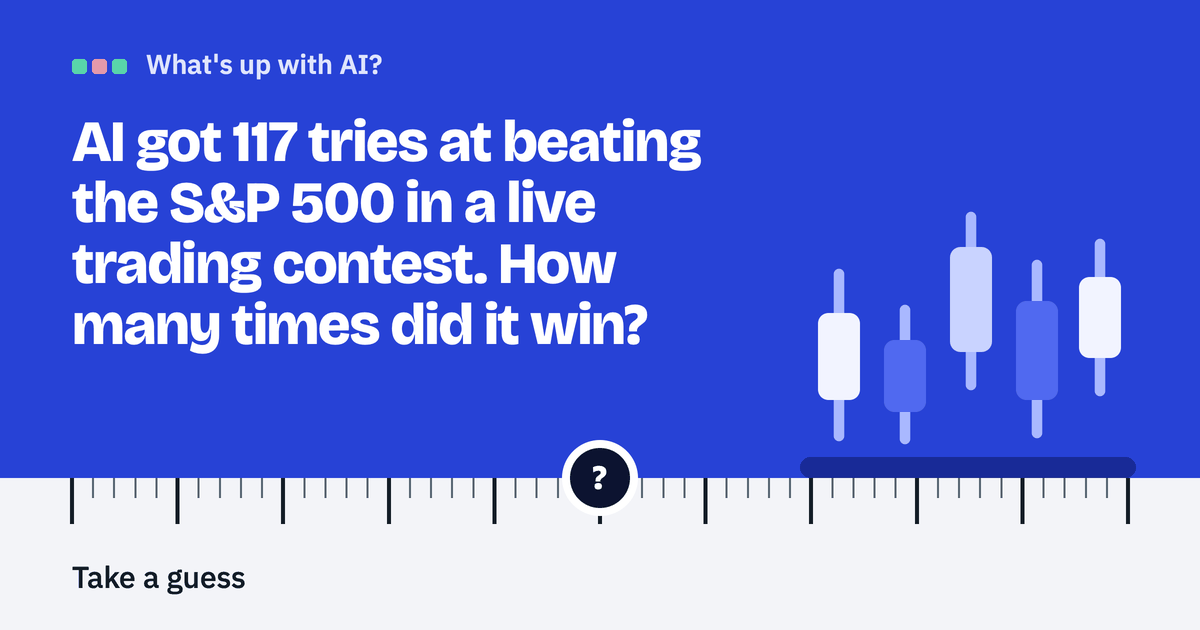 What's up with AI?
AI got 117 tries at beating
the S&P 500 in a live
trading contest. How
many times did it win?
?
Take a guess